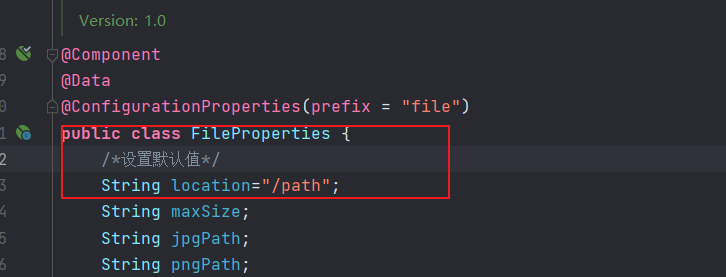 Version: 1.0
8 @Component
9 @Data
0 @ConfigurationProperties(prefix = "file")
1 public class FileProperties {
2 /*设置默认值*/
3 String location="/path";
4 String maxSize;
5 String jpgPath;
6 String pngPath;